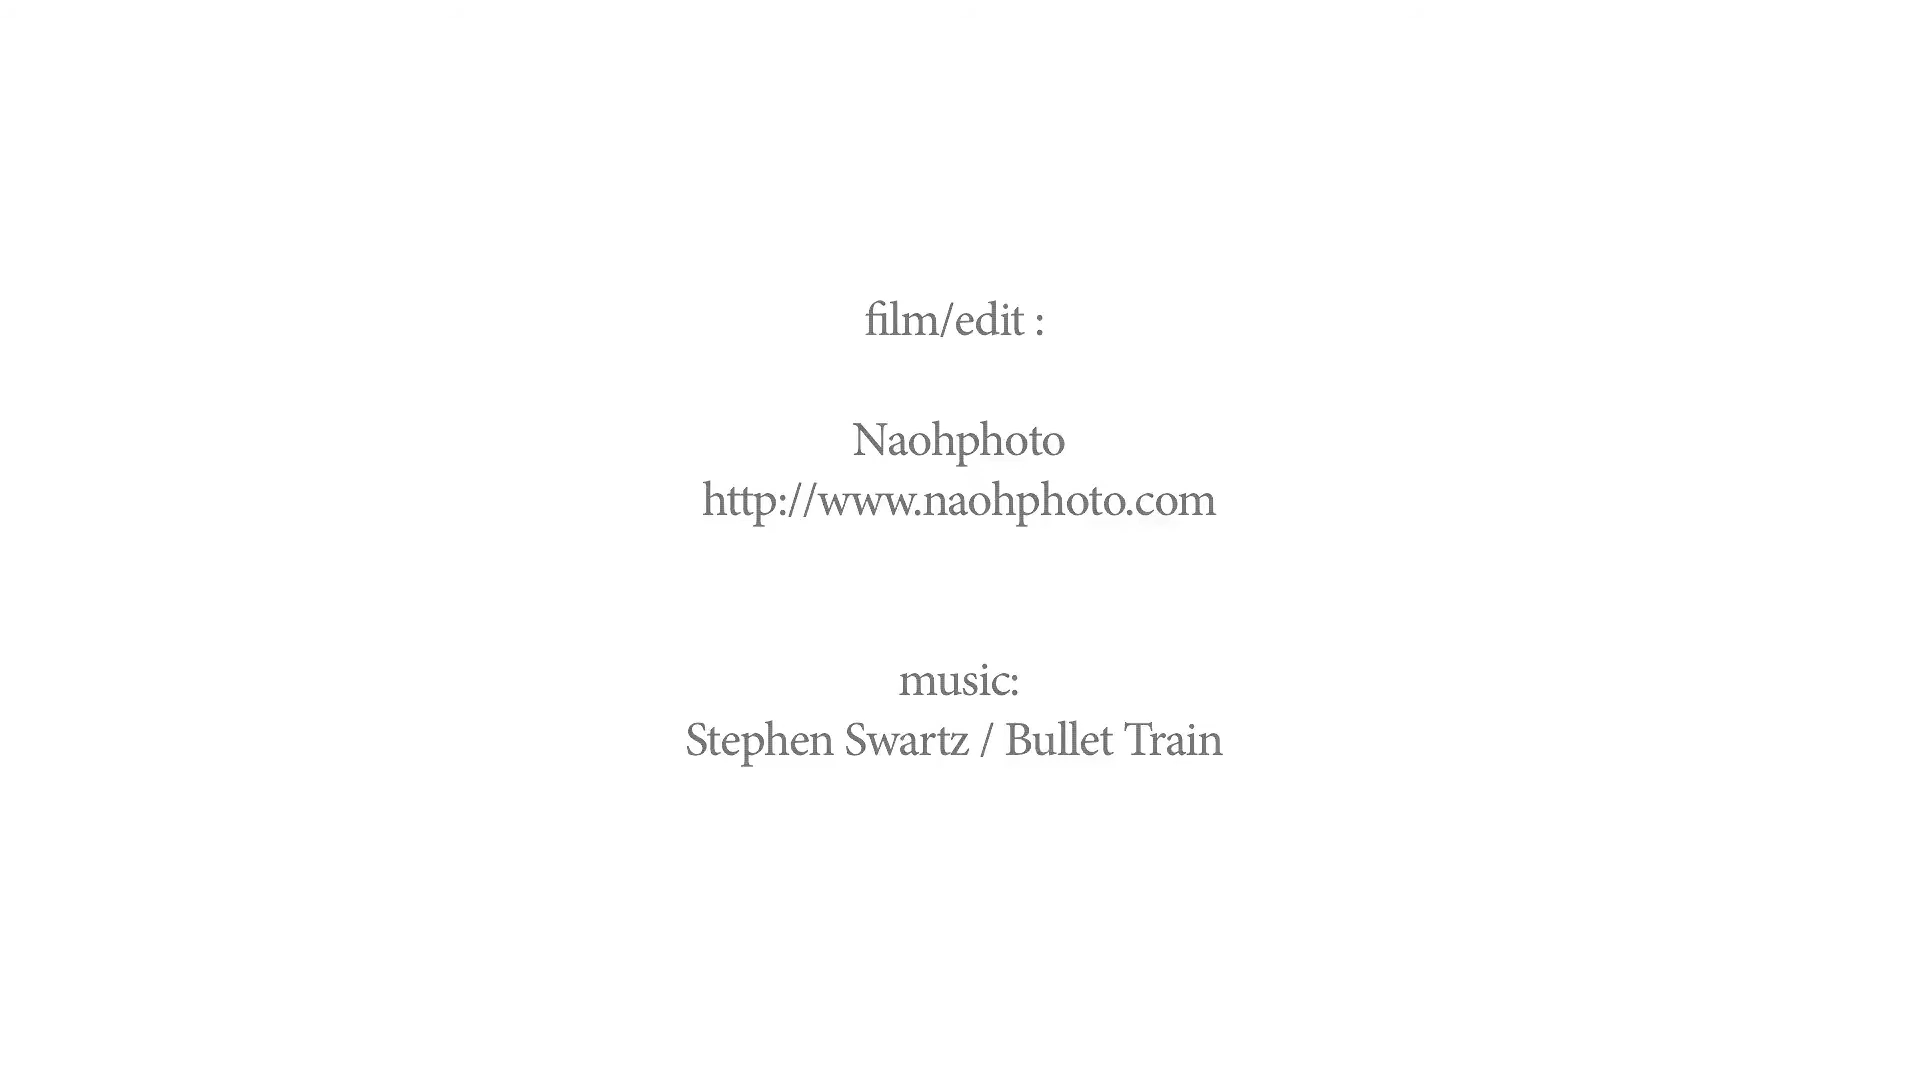 film/edit :
Naohphoto
http://www.naohphoto.com
music:
Stephen Swartz / Bullet Train